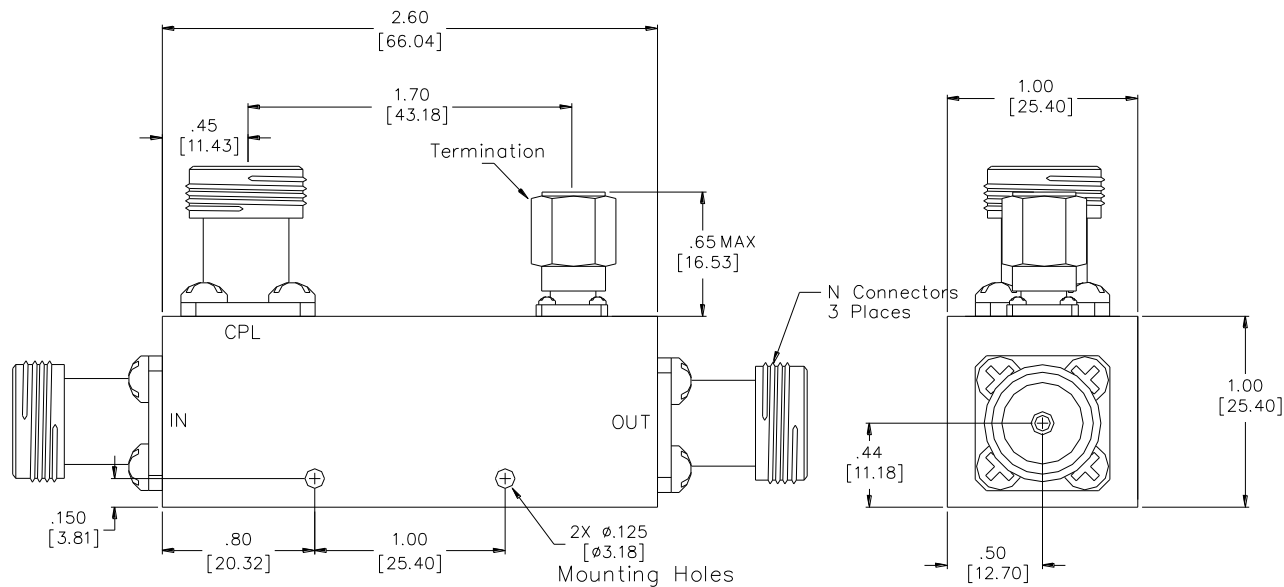 2.60
[66.04]
1.70
[43.18]
.45
[11.43]
Termination
.65 MAX
[16.53]
N Connectors
3 Places
CPL
IN
OUT
.150
[3.81]
.80
[20.32]
1.00
[25.40]
2X ø.125
[ø3.18]
Mounting Holes
1.00
[25.40]
1.00
[25.40]
.44
[11.18]
.50
[12.70]